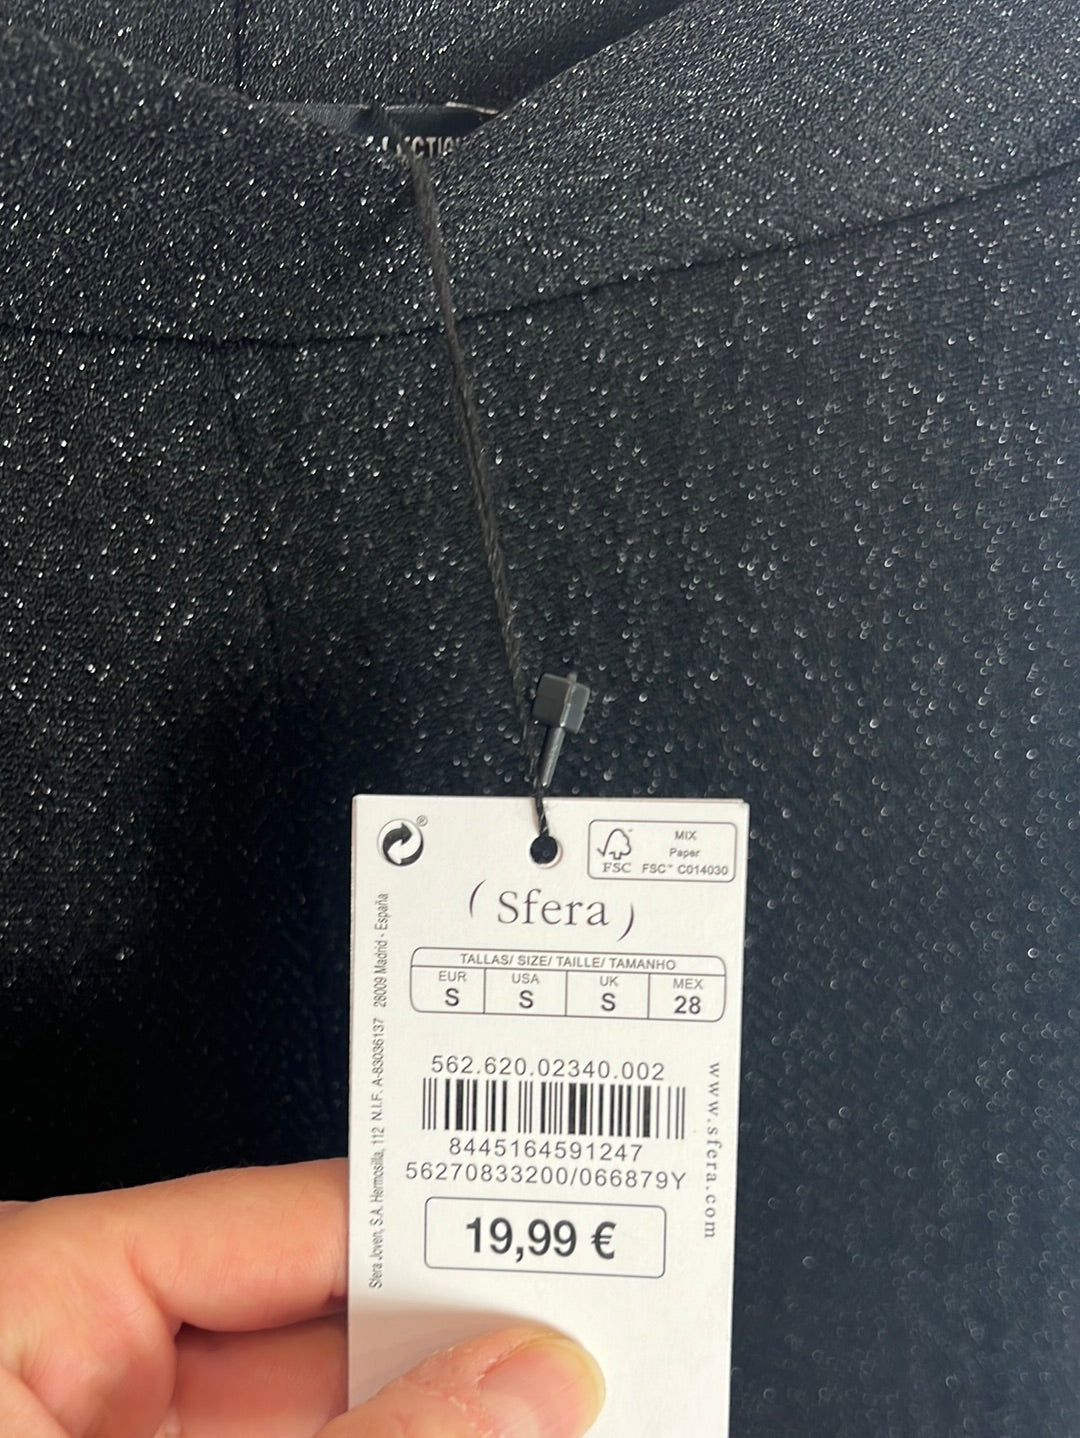 ®
MIX
Paper
FSC
FSC™ C014030
( Sfera )
TALLAS/ SIZE/ TAILLE/ TAMANHO
EUR USA UK MEX
S S S 28
562.620.02340.002
8445164591247
56270833200/066879Y
19,99 €
www.sfera.com
Sfera Joven, S.A. Hermosilla, 112 N.I.F. A-83036137 28009 Madrid - España